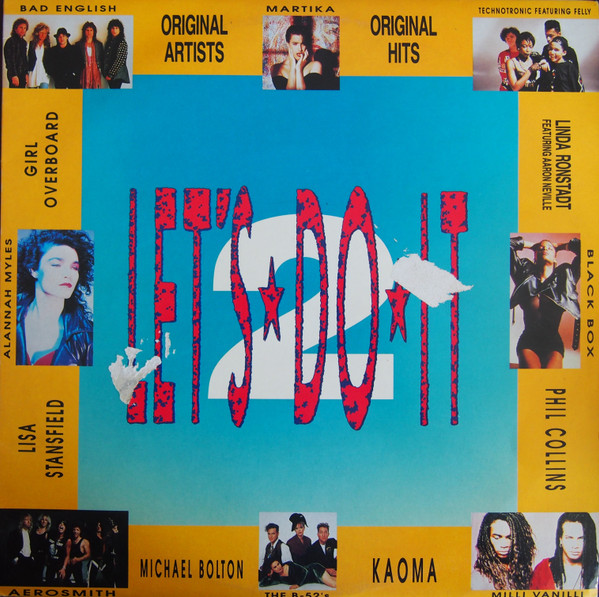 BAD ENGLISH
ORIGINAL
ARTISTS
MARTIKA
ORIGINAL
HITS
TECHNOTRONIC FEATURING FELLY
GIRL
OVERBOARD
LINDA RONSTADT
FEATURING AARON NEVILLE
ALANNAH MYLES
LET'S★DO★IT
2
BLACK BOX
LISA
STANSFIELD
PHIL COLLINS
AEROSMITH
MICHAEL BOLTON
THE B-52's
KAOMA
MILLI VANILLI